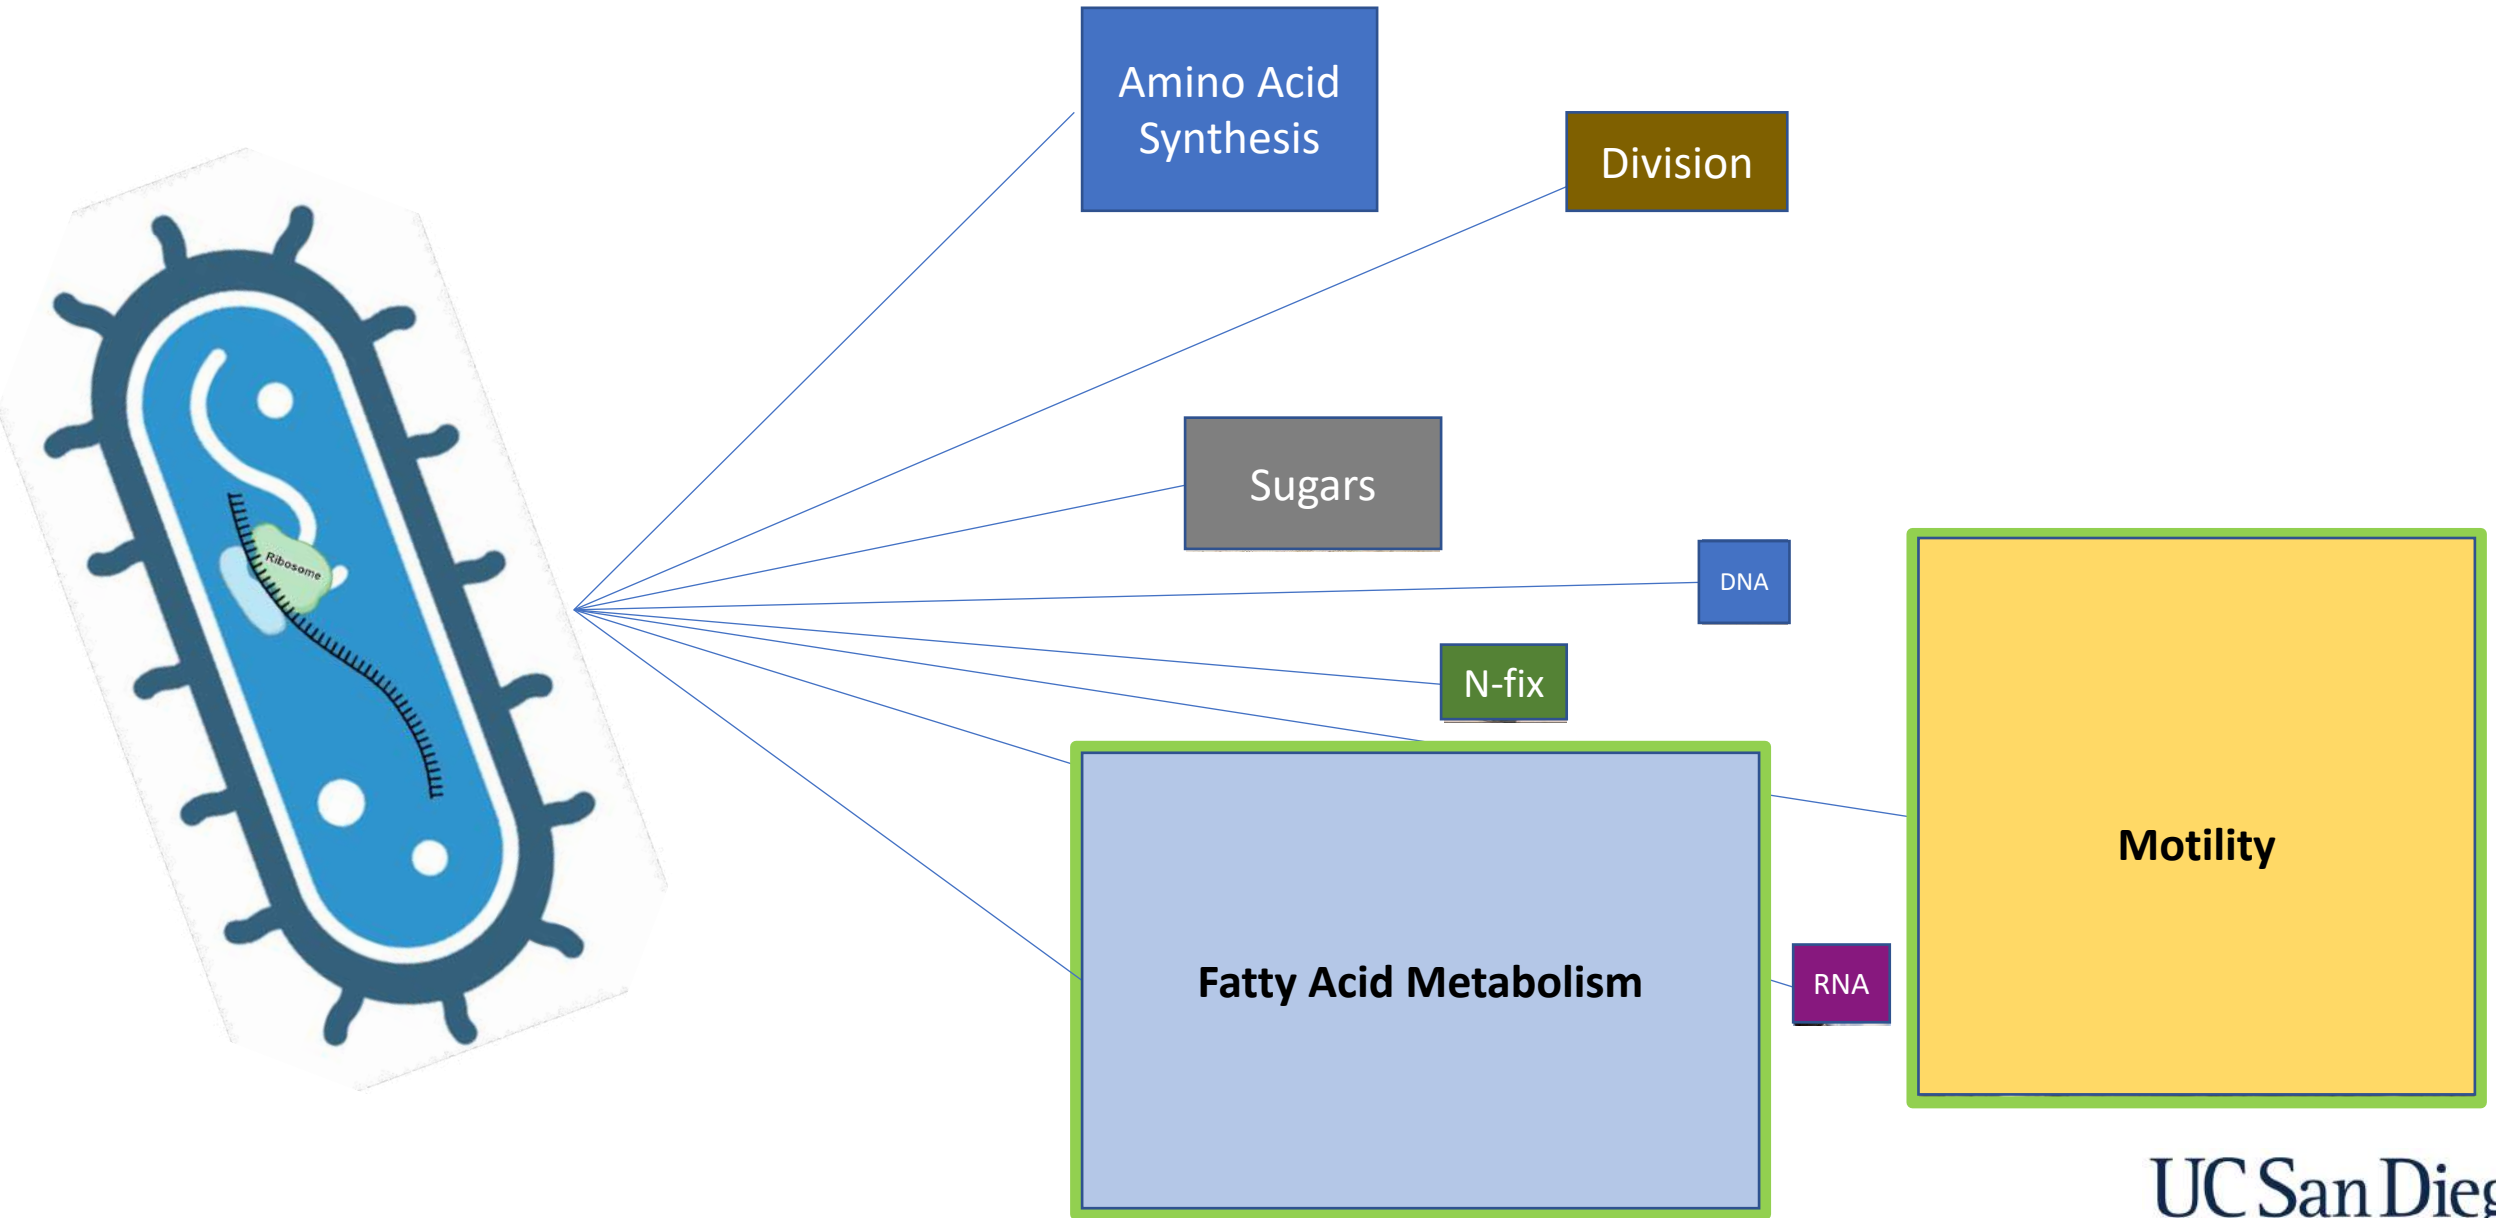 Amino Acid
Synthesis
Division
Sugars
Ribosome
DNA
N-fix
Motility
Fatty Acid Metabolism
RNA
UC San Dieg